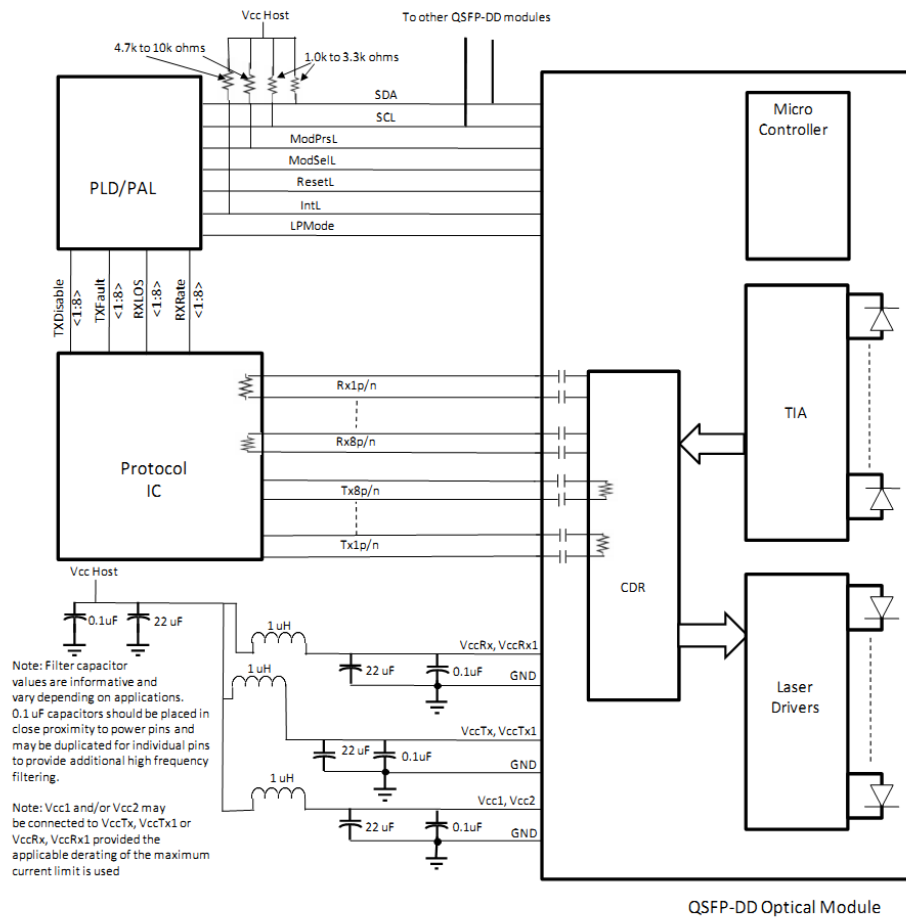 Vcc Host
To other QSFP-DD modules
4.7k to 10k ohms
1.0k to 3.3k ohms
SDA
SCL
ModPrsL
ModSelL
ResetL
IntL
LPMode
PLD/PAL
Micro
Controller
TXDisable
<1:8>
TXFault
<1:8>
RXLOS
<1:8>
RXRate
<1:8>
Rx1p/n
Rx8p/n
Tx8p/n
Tx1p/n
Protocol
IC
TIA
CDR
Laser
Drivers
Vcc Host
0.1uF
22 uF
1 uH
VccRx, VccRx1
22 uF
0.1uF
GND
1 uH
VccTx, VccTx1
22 uF
0.1uF
GND
1 uH
Vcc1, Vcc2
22 uF
0.1uF
GND
Note: Filter capacitor
values are informative and
vary depending on applications.
0.1 uF capacitors should be placed in
close proximity to power pins and
may be duplicated for individual pins
to provide additional high frequency
filtering.
Note: Vcc1 and/or Vcc2 may
be connected to VccTx, VccTx1 or
VccRx, VccRx1 provided the
applicable derating of the maximum
current limit is used
QSFP-DD Optical Module